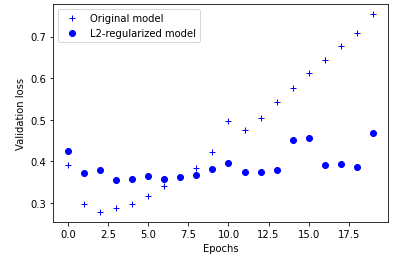 Original model
L2-regularized model
0.7
0.6
0.5
0.4
0.3
Validation loss
0.0 2.5 5.0 7.5 10.0 12.5 15.0 17.5
Epochs